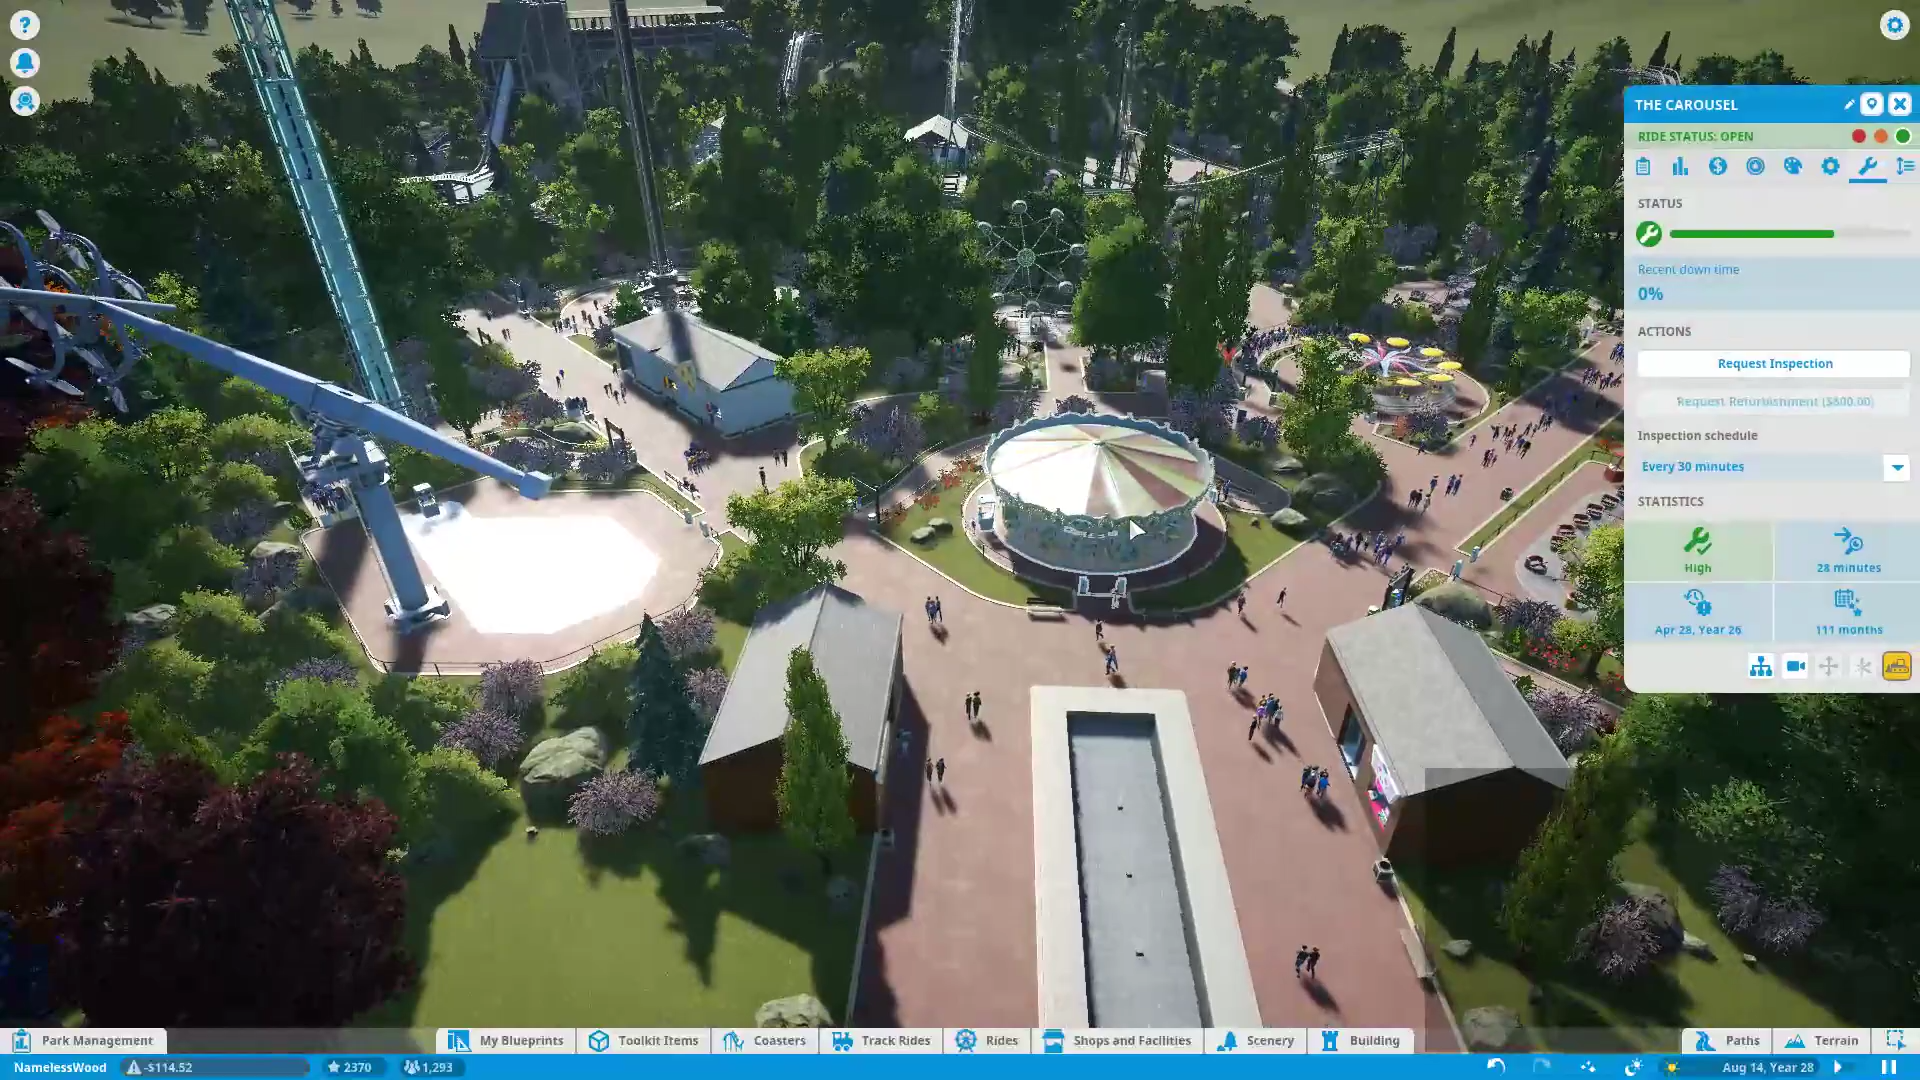 THE CAROUSEL
RIDE STATUS: OPEN
STATUS
Recent down time
0%
ACTIONS
Request Inspection
Request Refurbishment ($800.00)
Inspection schedule
Every 30 minutes
STATISTICS
High
28 minutes
Apr 28, Year 26
111 months
Park Management
My Blueprints
Toolkit Items
Coasters
Track Rides
Rides
Shops and Facilities
Scenery
Building
Paths
Terrain
NamelessWood
-$114.52
2370
1,293
Aug 14, Year 28